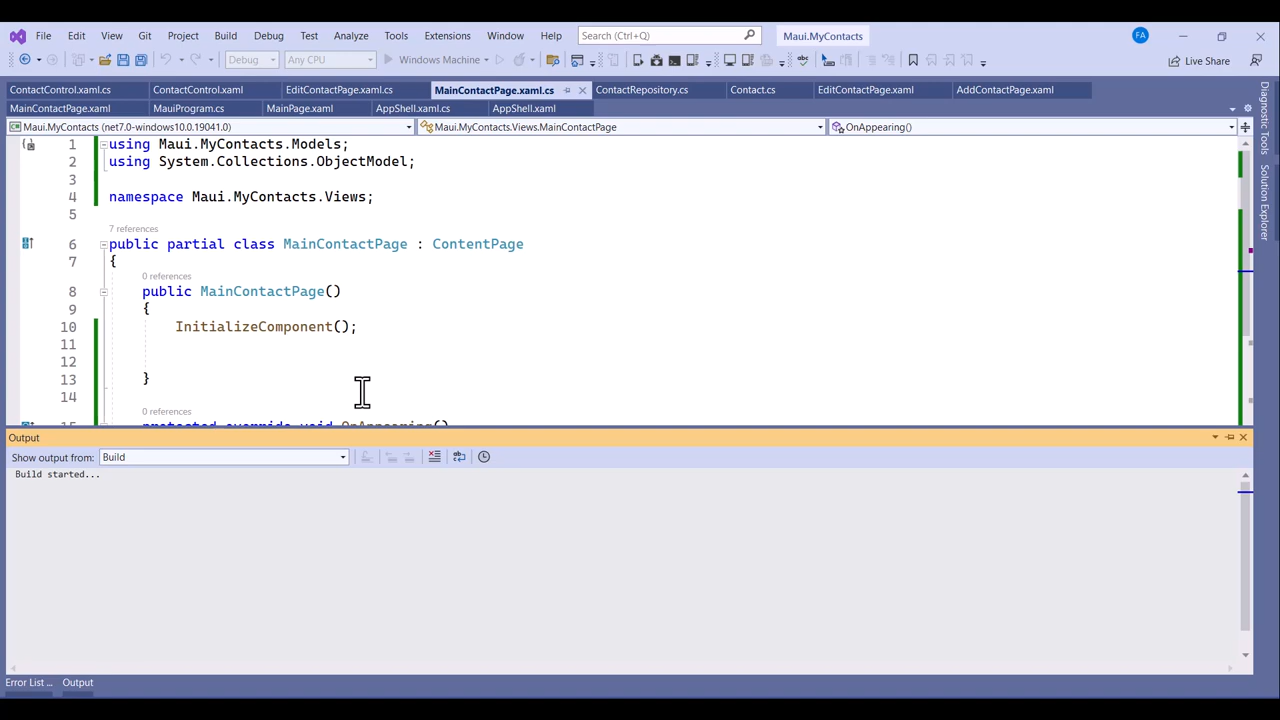 File Edit View Git Project Build Debug Test Analyze Tools Extensions Window Help Search (Ctrl+Q) Maui.MyContacts FA
Debug Any CPU Windows Machine Live Share
ContactControl.xaml.cs ContactControl.xaml EditContactPage.xaml.cs MainContactPage.xaml.cs ContactRepository.cs Contact.cs EditContactPage.xaml AddContactPage.xaml
MainContactPage.xaml MauiProgram.cs MainPage.xaml AppShell.xaml.cs AppShell.xaml
Maui.MyContacts (net7.0-windows10.0.19041.0) Maui.MyContacts.Views.MainContactPage OnAppearing()
1 using Maui.MyContacts.Models;
2 using System.Collections.ObjectModel;
3
4 namespace Maui.MyContacts.Views;
5
7 references
6 public partial class MainContactPage : ContentPage
7 {
0 references
8 public MainContactPage()
9 {
10 InitializeComponent();
11
12
13 }
14
0 references
15 protected override void OnAppearing()
Output
Show output from: Build
Build started...
Error List ... Output
Diagnostic Tools
Solution Explorer